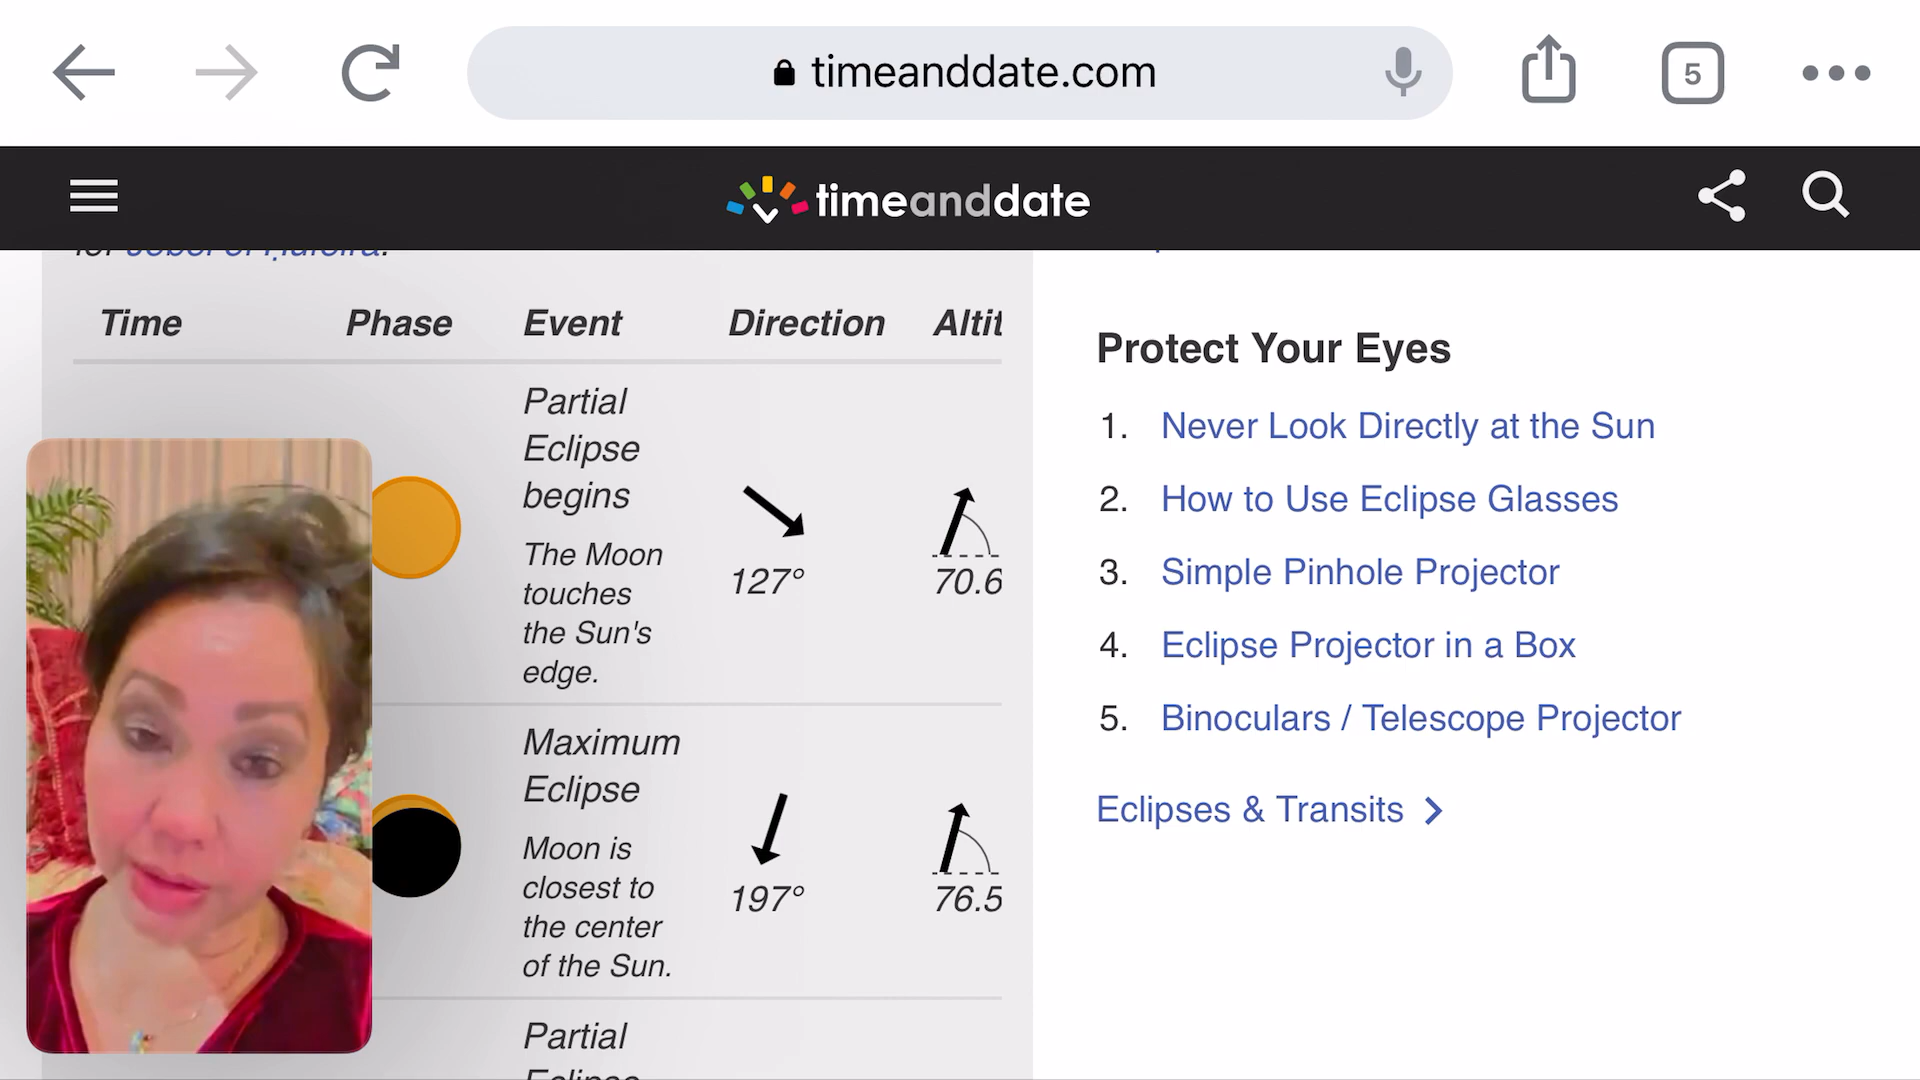 timeanddate.com
5
timeanddate
for
Time Phase Event Direction Altit
Partial
Eclipse
begins
The Moon
touches
the Sun's
edge.
127°
70.6
Maximum
Eclipse
Moon is
closest to
the center
of the Sun.
197°
76.5
Partial
Eclipse
Protect Your Eyes
1. Never Look Directly at the Sun
2. How to Use Eclipse Glasses
3. Simple Pinhole Projector
4. Eclipse Projector in a Box
5. Binoculars / Telescope Projector
Eclipses & Transits